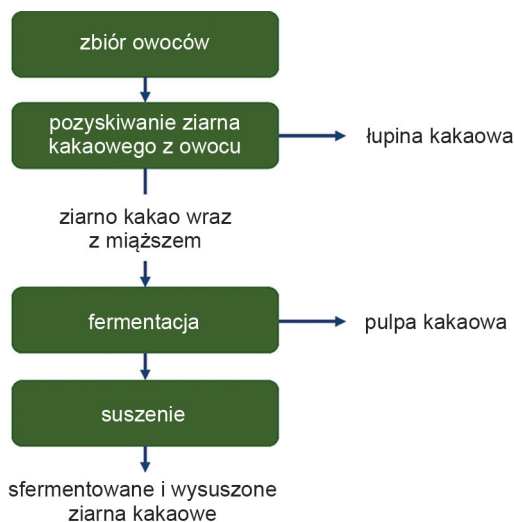 zbiór owoców
pozyskiwanie ziarna
kakaowego z owocu
łupina kakaowa
ziarno kakao wraz
z miąższem
fermentacja
pulpa kakaowa
suszenie
sfermentowane i wysuszone
ziarna kakaowe